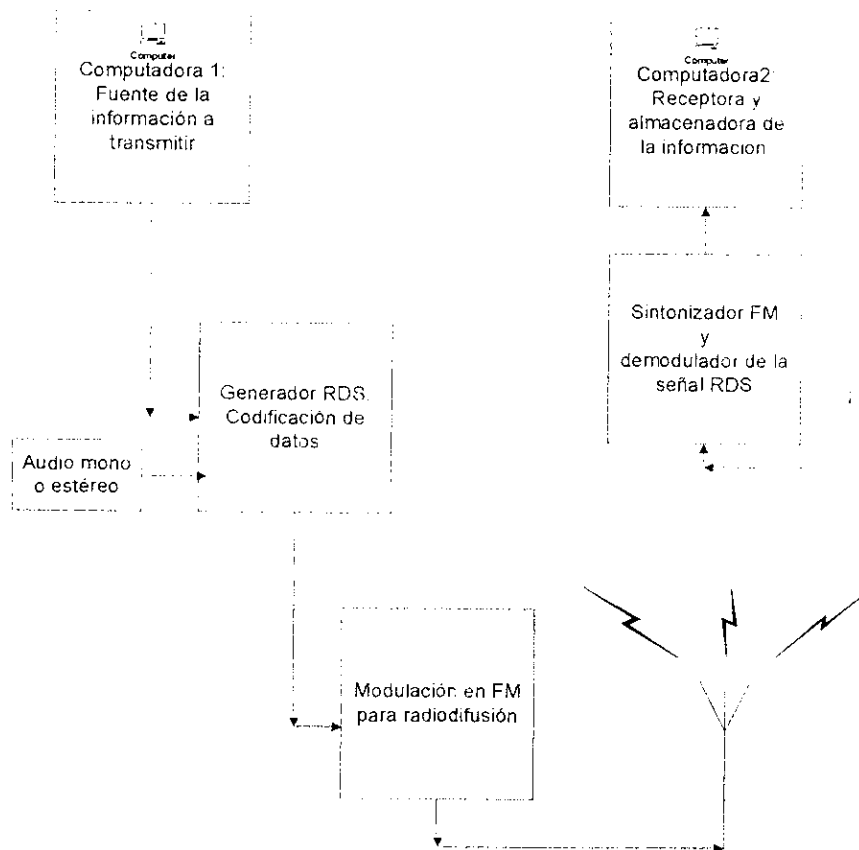 Computer
Computadora 1:
Fuente de la
información a
transmitir
Computer
Computadora2:
Receptora y
almacenadora de
la informacion
Sintonizador FM
y
demodulador de la
señal RDS
Generador RDS.
Codificación de
datos
Audio mono
o estéreo
Modulación en FM
para radiodifusión